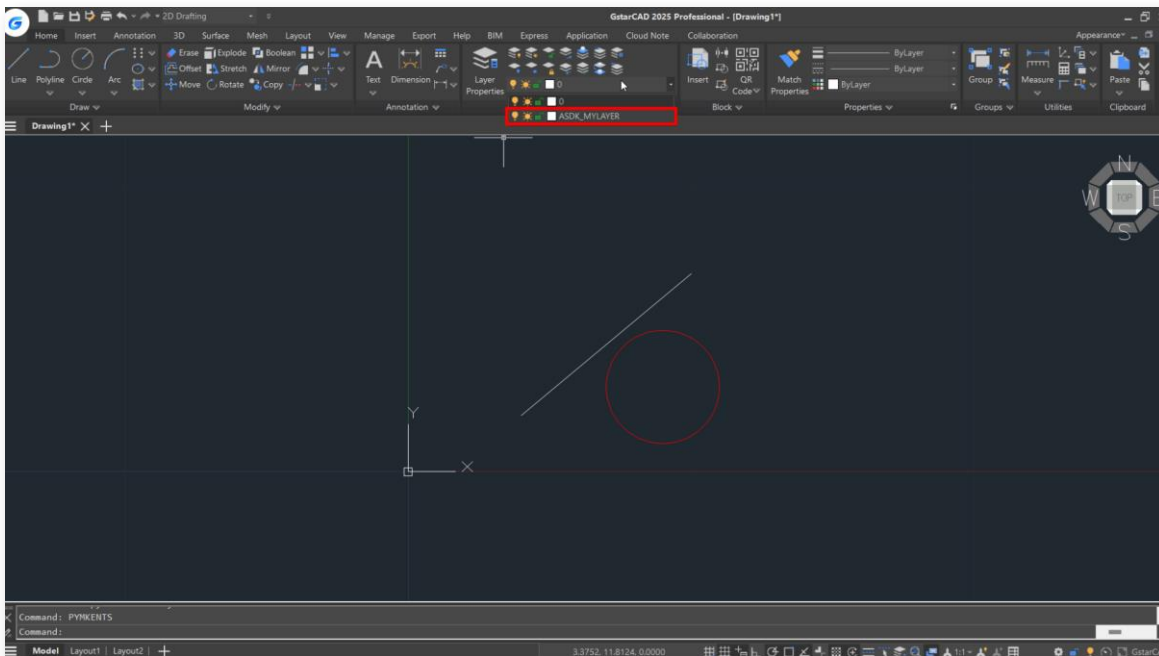 2D Drafting
GstarCAD 2025 Professional - [Drawing1*]
Home Insert Annotation 3D Surface Mesh Layout View Manage Export Help BIM Express Application Cloud Note Collaboration Appearance
Erase Explode Boolean
Offset Stretch Mirror
Move Rotate Copy
Line Polyline Circle Arc
Text Dimension
Layer
Properties
0
0
ASDK_MYLAYER
Insert QR
Code
Match
Properties
ByLayer
ByLayer
ByLayer
Group
Measure
Paste
Draw Modify Annotation Block Properties Groups Utilities Clipboard
Drawing1*
N
W TOP E
S
Y
X
Command: PYMKENTS
Command:
Model Layout1 Layout2
3.3752, 11.8124, 0.0000
1:1
GstarC